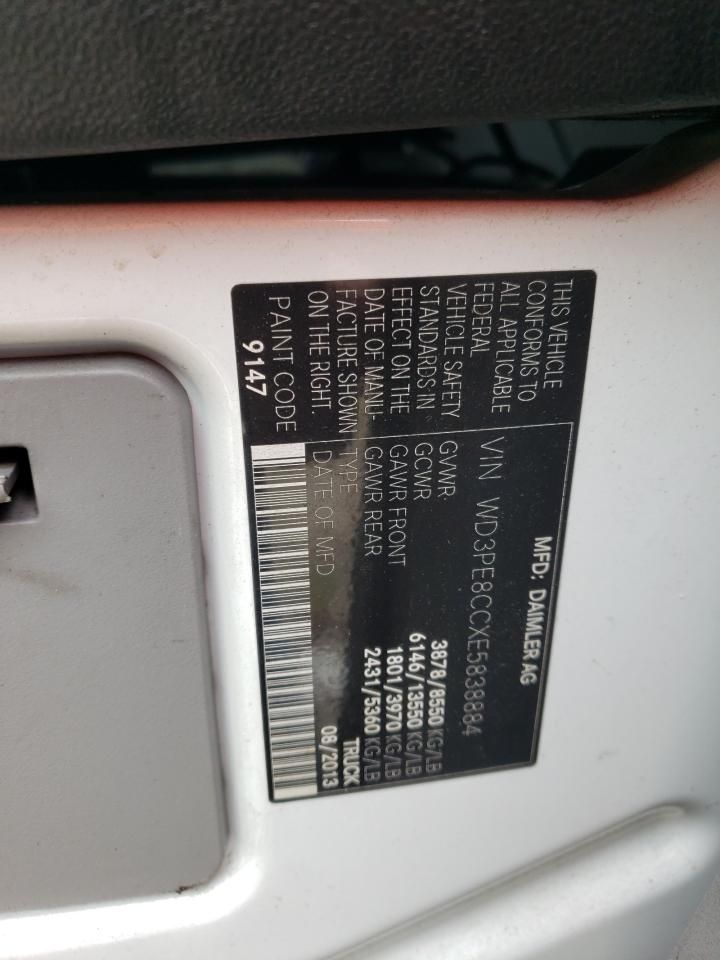 MFD: DAIMLER AG
VIN WD3PE8CCXE5838884
THIS VEHICLE
CONFORMS TO
ALL APPLICABLE
FEDERAL
VEHICLE SAFETY
STANDARDS IN
EFFECT ON THE
DATE OF MANU-
FACTURE SHOWN
ON THE RIGHT.
GVWR 3878/8550 KG/LB
GCWR 6146/13550 KG/LB
GAWR FRONT 1801/3970 KG/LB
GAWR REAR 2431/5360 KG/LB
TYPE TRUCK
DATE OF MFD 08/2013
PAINT CODE
9147